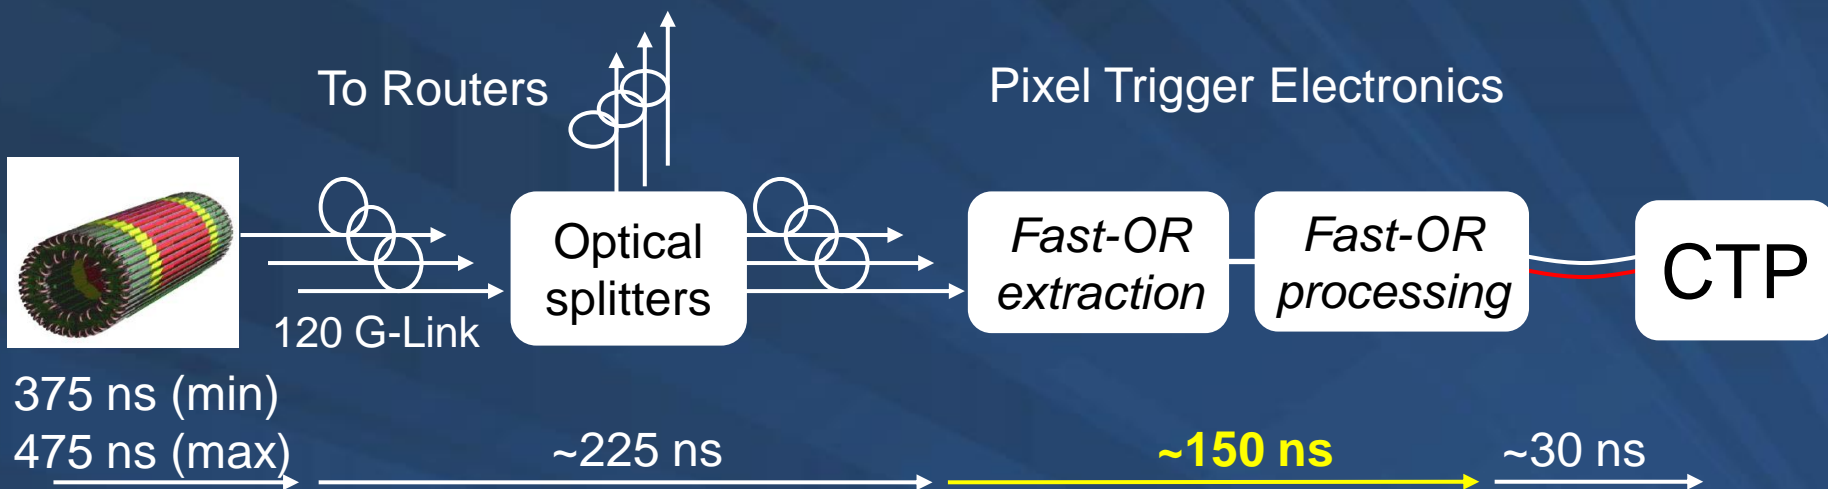 To Routers
Pixel Trigger Electronics
Optical
splitters
Fast-OR
extraction
Fast-OR
processing
CTP
120 G-Link
375 ns (min)
475 ns (max)
~225 ns
~150 ns
~30 ns